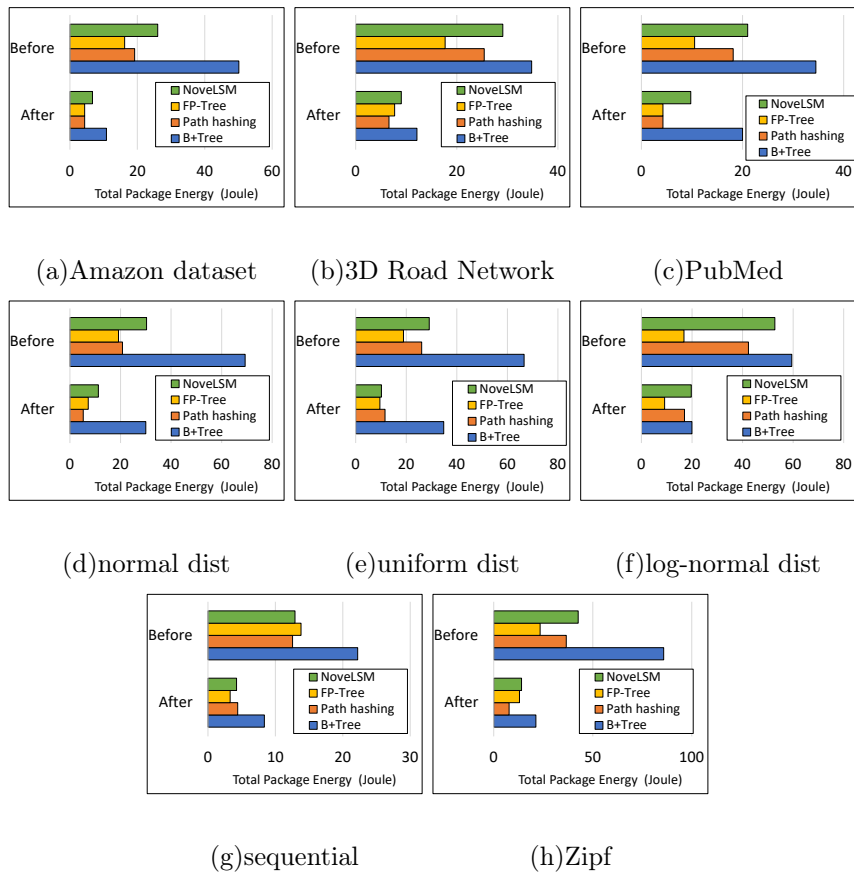 Before
After
NoveLSM
FP-Tree
Path hashing
B+Tree
0 20 40 60
Total Package Energy (Joule)
(a)Amazon dataset
Before
After
NoveLSM
FP-Tree
Path hashing
B+Tree
0 20 40
Total Package Energy (Joule)
(b)3D Road Network
Before
After
NoveLSM
FP-Tree
Path hashing
B+Tree
0 20 40
Total Package Energy (Joule)
(c)PubMed
Before
After
NoveLSM
FP-Tree
Path hashing
B+Tree
0 20 40 60 80
Total Package Energy (Joule)
(d)normal dist
Before
After
NoveLSM
FP-Tree
Path hashing
B+Tree
0 20 40 60 80
Total Package Energy (Joule)
(e)uniform dist
Before
After
NoveLSM
FP-Tree
Path hashing
B+Tree
0 20 40 60 80
Total Package Energy (Joule)
(f)log-normal dist
Before
After
NoveLSM
FP-Tree
Path hashing
B+Tree
0 10 20 30
Total Package Energy (Joule)
(g)sequential
Before
After
NoveLSM
FP-Tree
Path hashing
B+Tree
0 50 100
Total Package Energy (Joule)
(h)Zipf